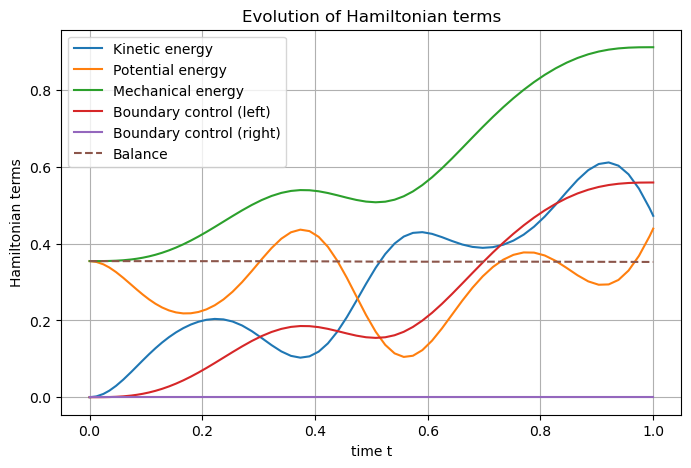 Evolution of Hamiltonian terms
Kinetic energy
Potential energy
Mechanical energy
Boundary control (left)
Boundary control (right)
Balance
Hamiltonian terms
0.8
0.6
0.4
0.2
0.0
0.0 0.2 0.4 0.6 0.8 1.0
time t